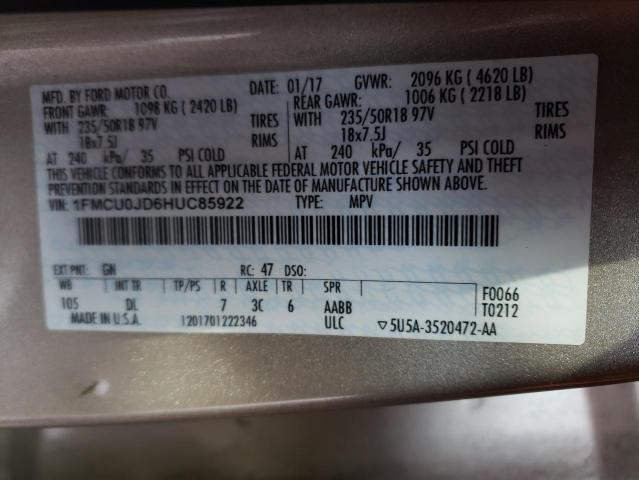 MFD. BY FORD MOTOR CO.
DATE: 01/17 GVWR: 2096 KG ( 4620 LB)
FRONT GAWR: 1098 KG ( 2420 LB) REAR GAWR: 1006 KG ( 2218 LB)
WITH 235/50R18 97V TIRES WITH 235/50R18 97V TIRES
18x7.5J RIMS 18x7.5J RIMS
AT 240 kPa/ 35 PSI COLD AT 240 kPa/ 35 PSI COLD
THIS VEHICLE CONFORMS TO ALL APPLICABLE FEDERAL MOTOR VEHICLE SAFETY AND THEFT
PREVENTION STANDARDS IN EFFECT ON THE DATE OF MANUFACTURE SHOWN ABOVE.
VIN: 1FMCU0JD6HUC85922 TYPE: MPV
EXT PNT: GN RC: 47 DSO:
WB INT TR TP/PS R AXLE TR SPR
105 DL 7 3C 6 AABB
F0066
T0212
MADE IN U.S.A. 1201701222346 ULC ▽5U5A-3520472-AA